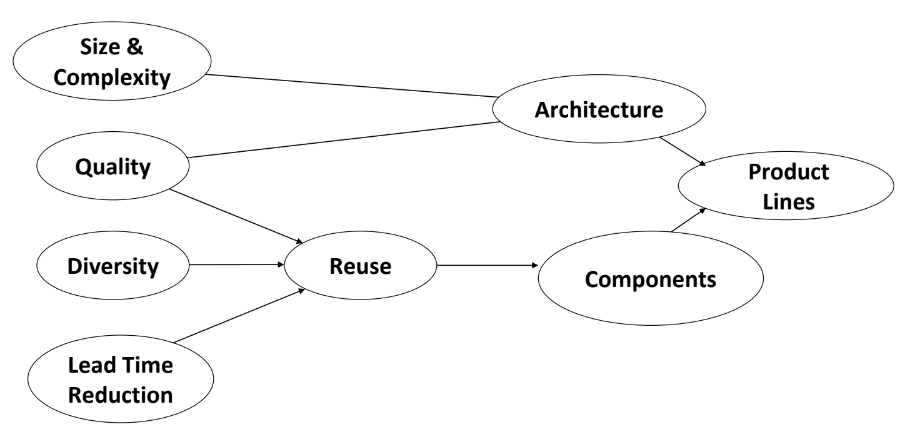 Size &
Complexity
Architecture
Quality
Product
Lines
Diversity
Reuse
Components
Lead Time
Reduction